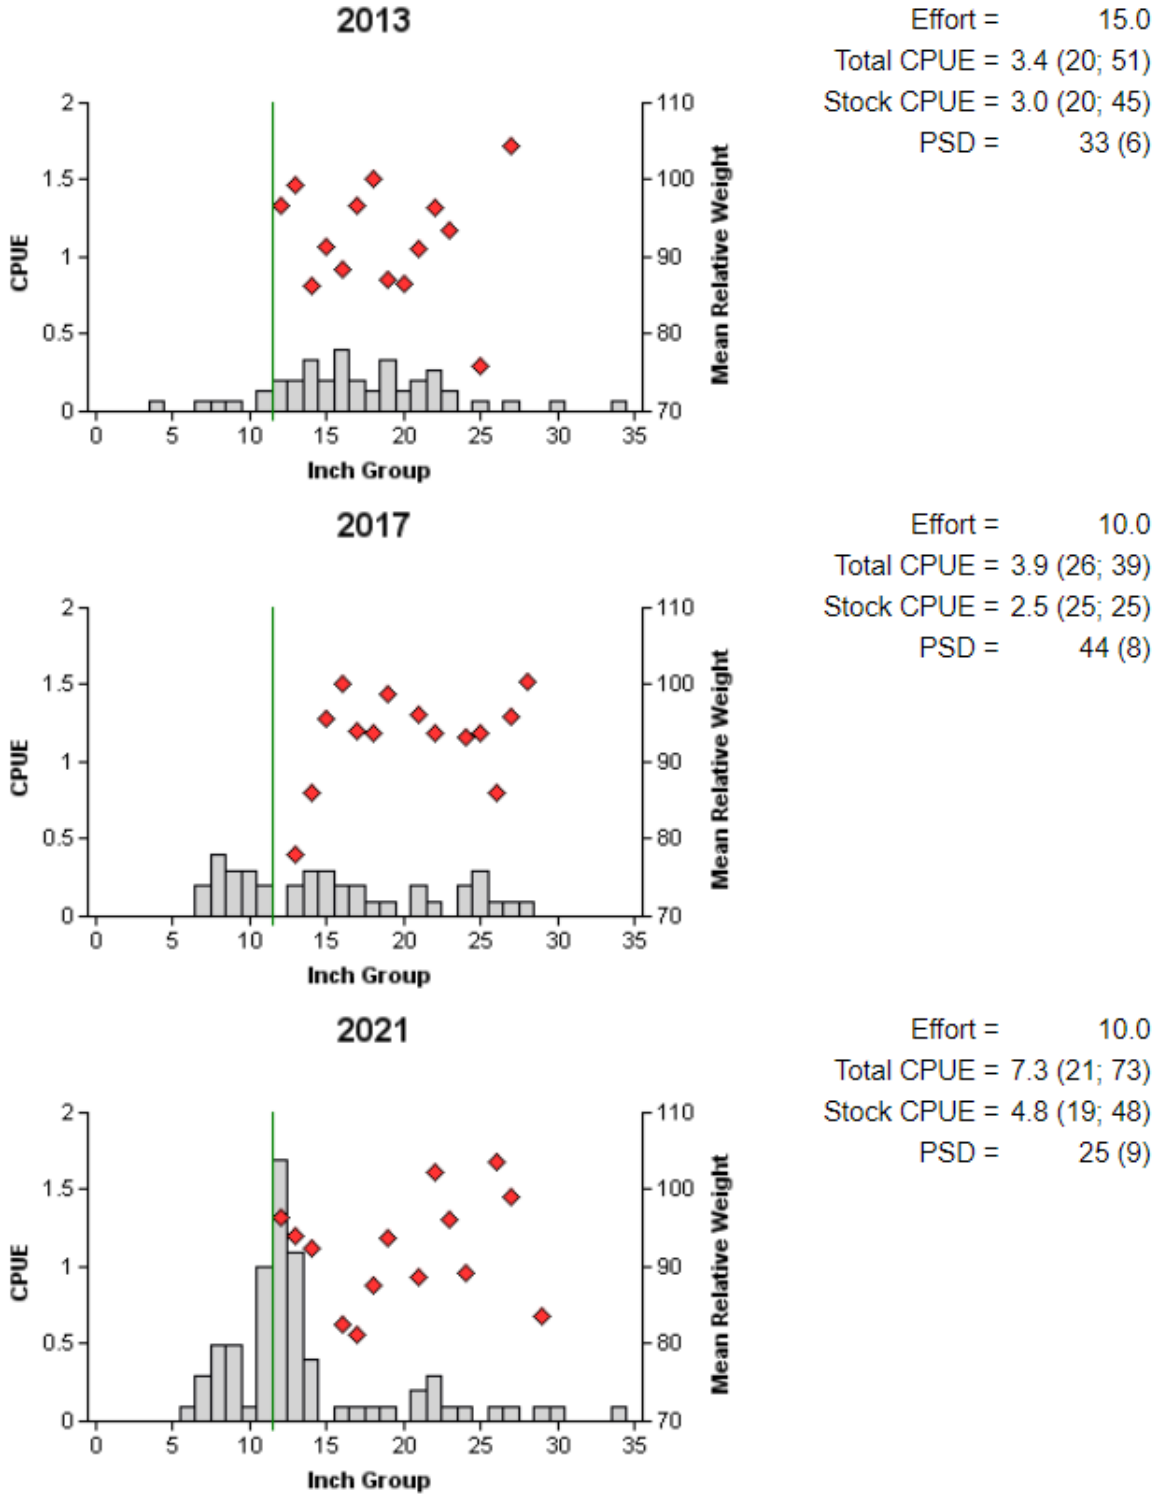 2013
Effort = 15.0
Total CPUE = 3.4 (20; 51)
Stock CPUE = 3.0 (20; 45)
PSD = 33 (6)
2 110
1.5 100
1 90
0.5 80
0 70
CPUE
Mean Relative Weight
0 5 10 15 20 25 30 35
Inch Group
2017
Effort = 10.0
Total CPUE = 3.9 (26; 39)
Stock CPUE = 2.5 (25; 25)
PSD = 44 (8)
2 110
1.5 100
1 90
0.5 80
0 70
CPUE
Mean Relative Weight
0 5 10 15 20 25 30 35
Inch Group
2021
Effort = 10.0
Total CPUE = 7.3 (21; 73)
Stock CPUE = 4.8 (19; 48)
PSD = 25 (9)
2 110
1.5 100
1 90
0.5 80
0 70
CPUE
Mean Relative Weight
0 5 10 15 20 25 30 35
Inch Group